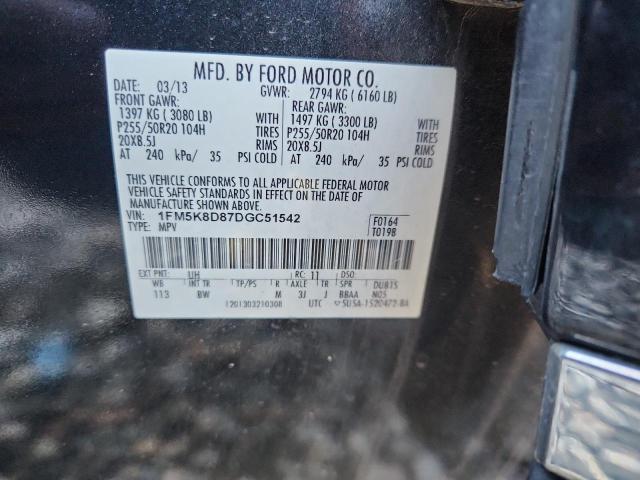 MFD. BY FORD MOTOR CO.
DATE: 03/13 GVWR: 2794 KG ( 6160 LB)
FRONT GAWR: REAR GAWR:
1397 KG ( 3080 LB) WITH 1497 KG ( 3300 LB) WITH
P255/50R20 104H TIRES P255/50R20 104H TIRES
20X8.5J RIMS 20X8.5J RIMS
AT 240 kPa/ 35 PSI COLD AT 240 kPa/ 35 PSI COLD
THIS VEHICLE CONFORMS TO ALL APPLICABLE FEDERAL MOTOR
VEHICLE SAFETY STANDARDS IN EFFECT ON THE DATE OF
MANUFACTURE SHOWN ABOVE.
VIN: 1FM5K8D87DGC51542 F0164
TYPE: MPV T0198
EXT PNT: UH RC: 11 DSO:
WB INT TR TP/PS R AXLE TR SPR DUBTS
113 BW M 3J J BBAA N05
1201303210308 UTC 5U5A-1520472-BA